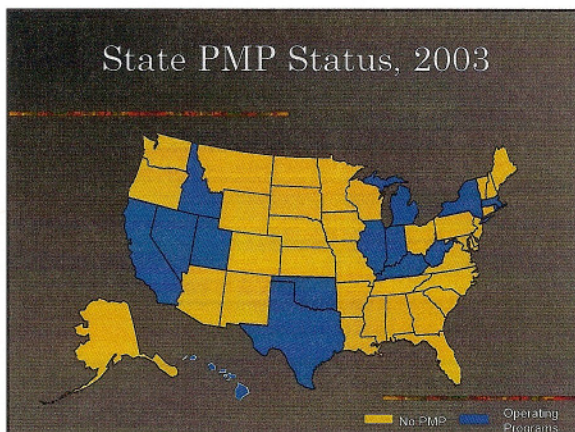 State PMP Status, 2003
No PMP
Operating
Programs